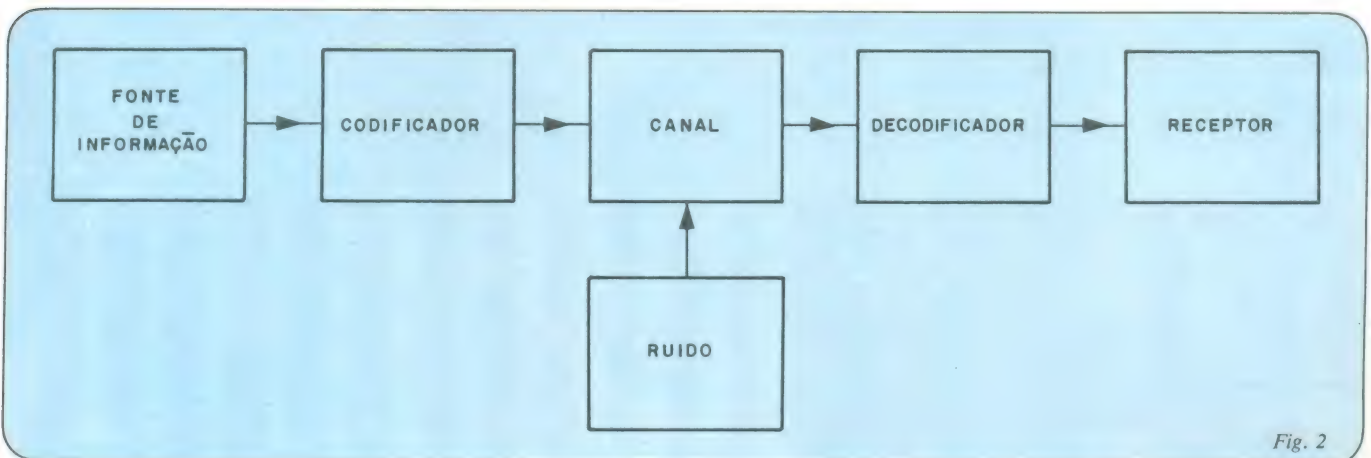 FONTE
DE
INFORMAÇÃO
CODIFICADOR
CANAL
DECODIFICADOR
RECEPTOR
RUIDO
Fig. 2